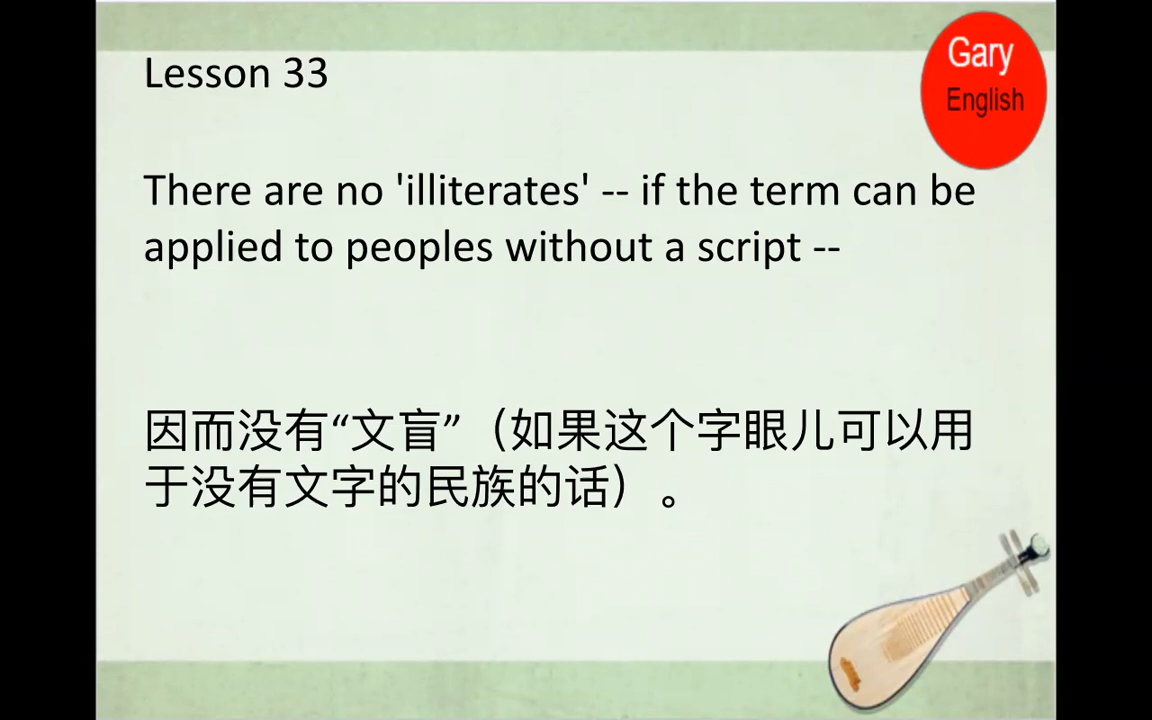 Lesson 33
Gary
English
There are no 'illiterates' -- if the term can be
applied to peoples without a script --
因而没有“文盲”（如果这个字眼儿可以用
于没有文字的民族的话）。